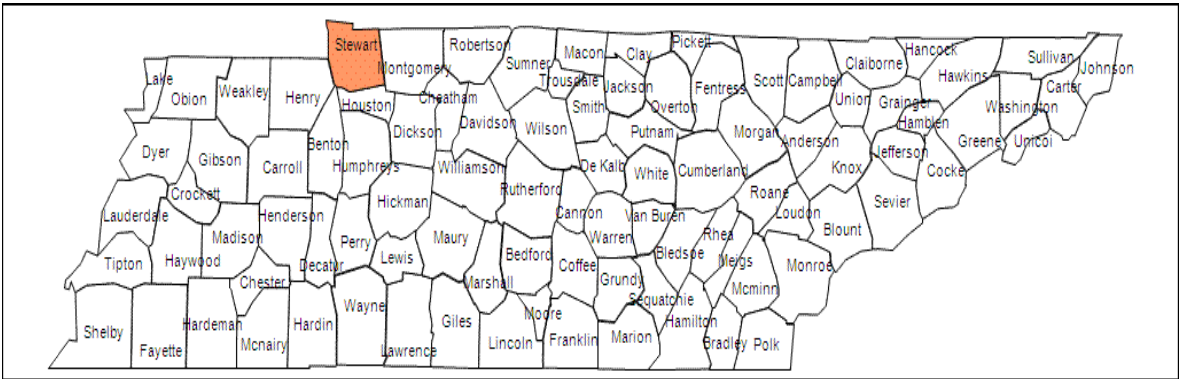 Stewart
Robertson
Sumner
Macon
Clay
Pickett
Hancock
Sullivan
Johnson
Lake
Obion
Weakley
Henry
Montgomery
Houston
Cheatham
Davidson
Trousdale
Smith
Jackson
Overton
Fentress
Scott
Campbell
Claiborne
Union
Grainger
Hawkins
Hamblen
Washington
Carter
Unicoi
Greene
Dyer
Gibson
Carroll
Benton
Humphreys
Dickson
Williamson
Wilson
De Kalb
Putnam
White
Cumberland
Morgan
Anderson
Knox
Jefferson
Cocke
Crockett
Lauderdale
Madison
Henderson
Perry
Hickman
Maury
Rutherford
Cannon
Warren
Van Buren
Bledsoe
Rhea
Roane
Loudon
Blount
Sevier
Tipton
Haywood
Chester
Decatur
Lewis
Marshall
Bedford
Coffee
Grundy
Sequatchie
Meigs
Mcminn
Monroe
Shelby
Fayette
Hardeman
Mcnairy
Hardin
Wayne
Lawrence
Giles
Lincoln
Moore
Franklin
Marion
Hamilton
Bradley
Polk